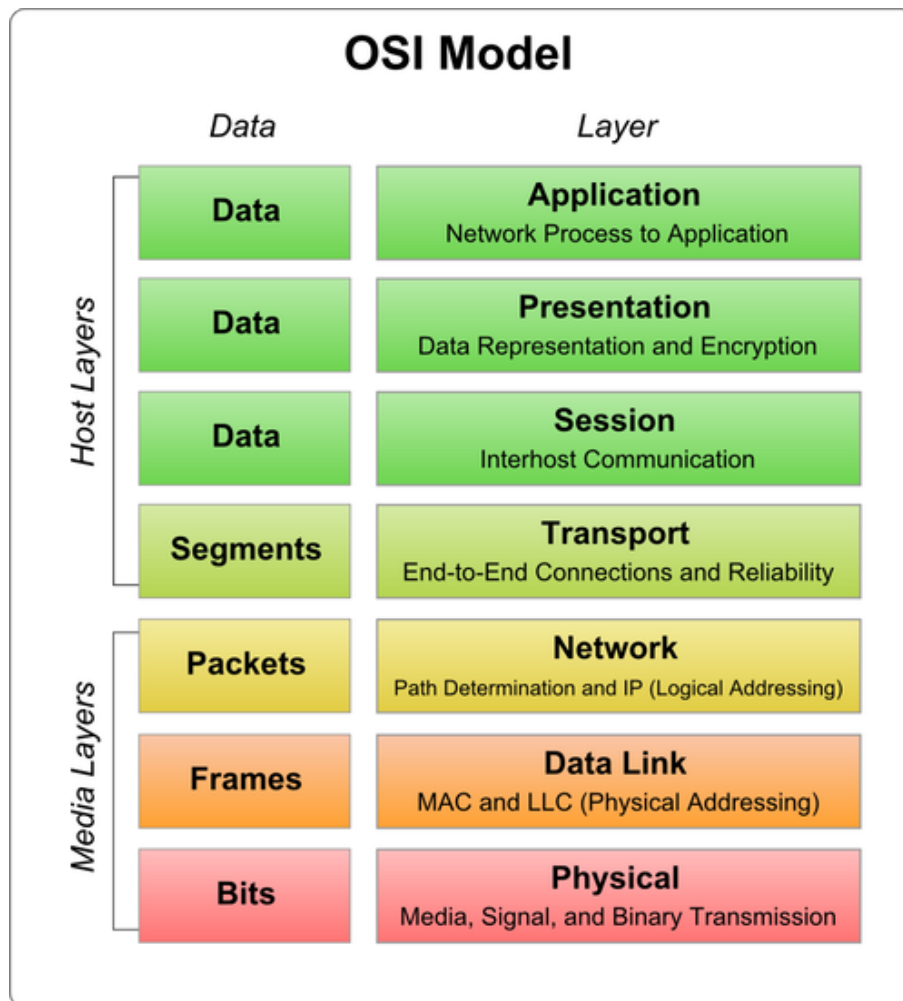 OSI Model
Data
Layer
Host Layers
Data
Application
Network Process to Application
Data
Presentation
Data Representation and Encryption
Data
Session
Interhost Communication
Segments
Transport
End-to-End Connections and Reliability
Media Layers
Packets
Network
Path Determination and IP (Logical Addressing)
Frames
Data Link
MAC and LLC (Physical Addressing)
Bits
Physical
Media, Signal, and Binary Transmission